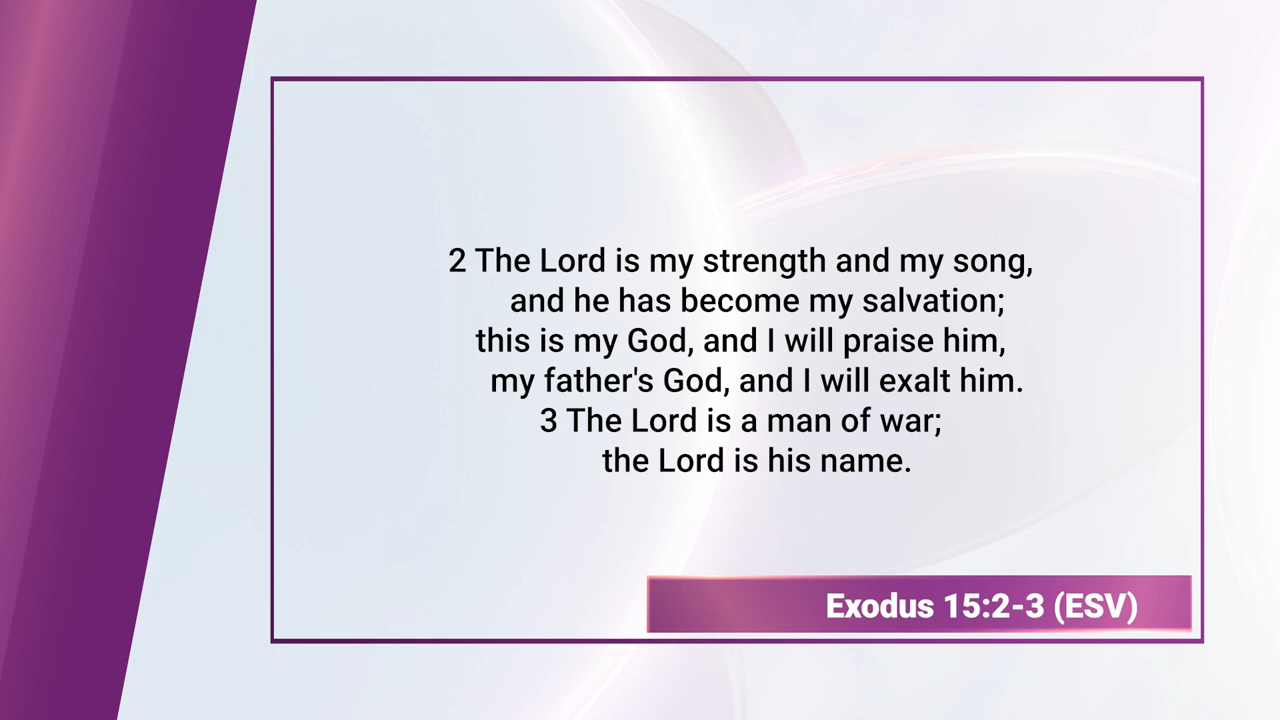 2 The Lord is my strength and my song,
and he has become my salvation;
this is my God, and I will praise him,
my father's God, and I will exalt him.
3 The Lord is a man of war;
the Lord is his name.
Exodus 15:2-3 (ESV)